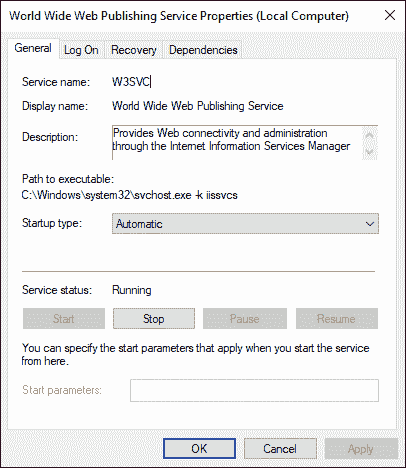 World Wide Web Publishing Service Properties (Local Computer)
General Log On Recovery Dependencies
Service name: W3SVC
Display name: World Wide Web Publishing Service
Description: Provides Web connectivity and administration
through the Internet Information Services Manager
Path to executable:
C:\Windows\system32\svchost.exe -k iissvcs
Startup type: Automatic
Service status: Running
Start Stop Pause Resume
You can specify the start parameters that apply when you start the service
from here.
Start parameters:
OK Cancel Apply